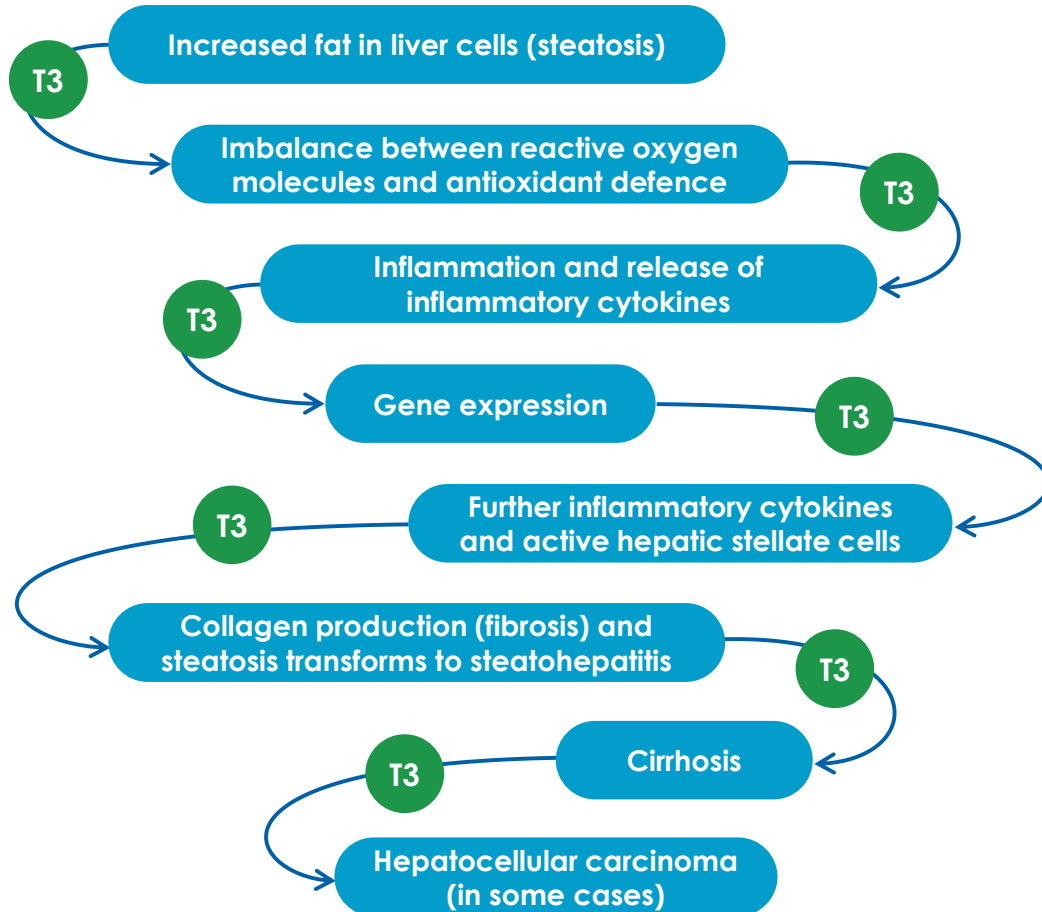 Increased fat in liver cells (steatosis)
T3
Imbalance between reactive oxygen
molecules and antioxidant defence
T3
Inflammation and release of
inflammatory cytokines
T3
Gene expression
T3
Further inflammatory cytokines
and active hepatic stellate cells
T3
Collagen production (fibrosis) and
steatosis transforms to steatohepatitis
T3
Cirrhosis
T3
Hepatocellular carcinoma
(in some cases)